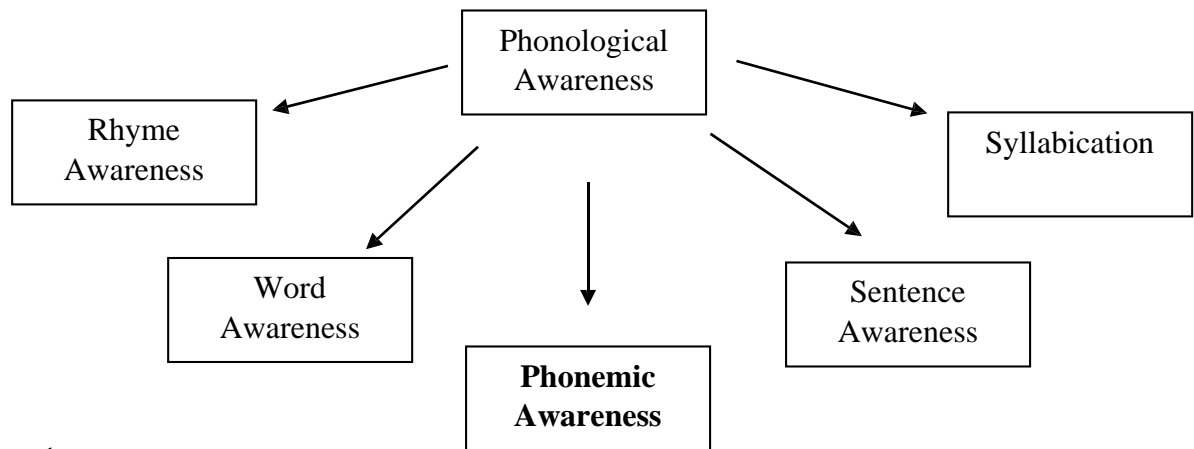 Phonological
Awareness
Rhyme
Awareness
Syllabication
Word
Awareness
Sentence
Awareness
Phonemic
Awareness